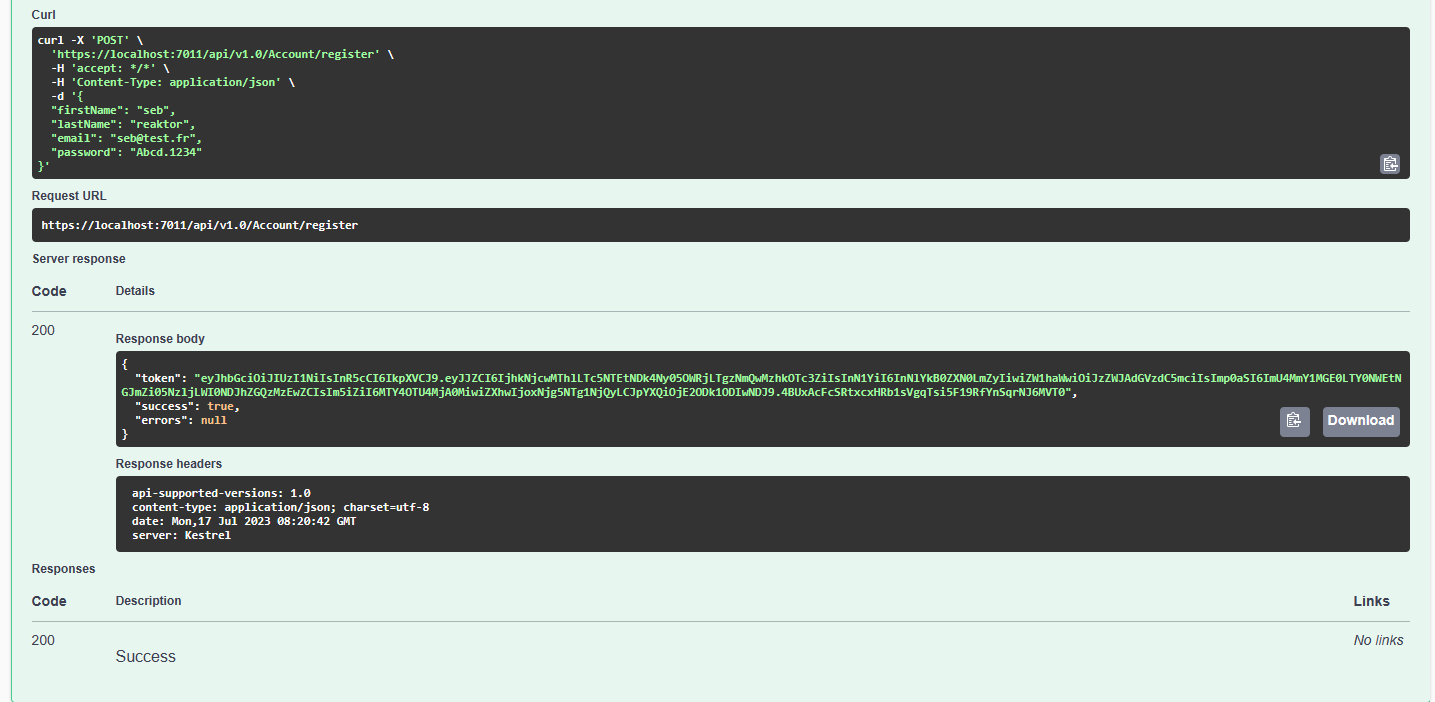 Curl
curl -X 'POST' \
'https://localhost:7011/api/v1.0/Account/register' \
-H 'accept: */*' \
-H 'Content-Type: application/json' \
-d '{
"firstName": "seb",
"lastName": "reaktor",
"email": "seb@test.fr",
"password": "Abcd.1234"
}'
Request URL
https://localhost:7011/api/v1.0/Account/register
Server response
Code Details
200
Response body
{
"token": "eyJhbGciOiJIUzI1NiIsInR5cCI6IkpXVCJ9.eyJJZCI6IjhkNjcwMThlLTc5NTEtNDk4Ny05OWRjLTgzNmQwMzhkOTc3ZiIsInN1YiI6InNlYkB0ZXN0LmZyIiwiZW1haWwiOiJzZWJAdGVzdC5mciIsImp0aSI6ImU4MmY1MGE0LTY0NWEtN
GJmZi05NzIjLWI0NDJhZGQzMzEwZCIsIm5iZiI6MTY4OTU4MjA0MiwiZXhwIjoxNjg5NTg1NjQyLCJpYXQiOjE2ODk1ODIwNDJ9.4BUxAcFcSRtxcxHRb1sVgqTsi5F19RfYnSqrNJ6MVT0",
"success": true,
"errors": null
}
Download
Response headers
api-supported-versions: 1.0
content-type: application/json; charset=utf-8
date: Mon,17 Jul 2023 08:20:42 GMT
server: Kestrel
Responses
Code Description Links
200 No links
Success